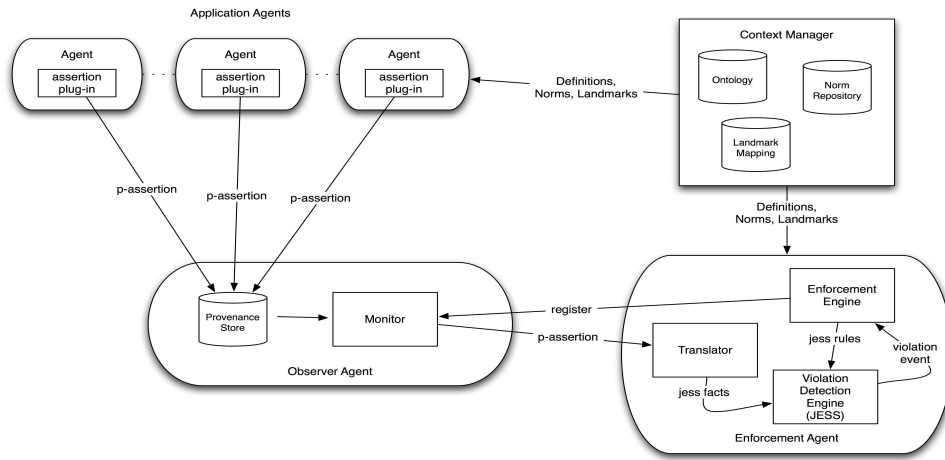 Application Agents
Agent
assertion
plug-in
Agent
assertion
plug-in
Agent
assertion
plug-in
Definitions,
Norms, Landmarks
Context Manager
Ontology
Norm
Repository
Landmark
Mapping
p-assertion
p-assertion
p-assertion
Definitions,
Norms, Landmarks
Provenance
Store
Monitor
Observer Agent
register
p-assertion
Enforcement
Engine
Translator
jess rules
violation
event
jess facts
Violation
Detection
Engine
(JESS)
Enforcement Agent